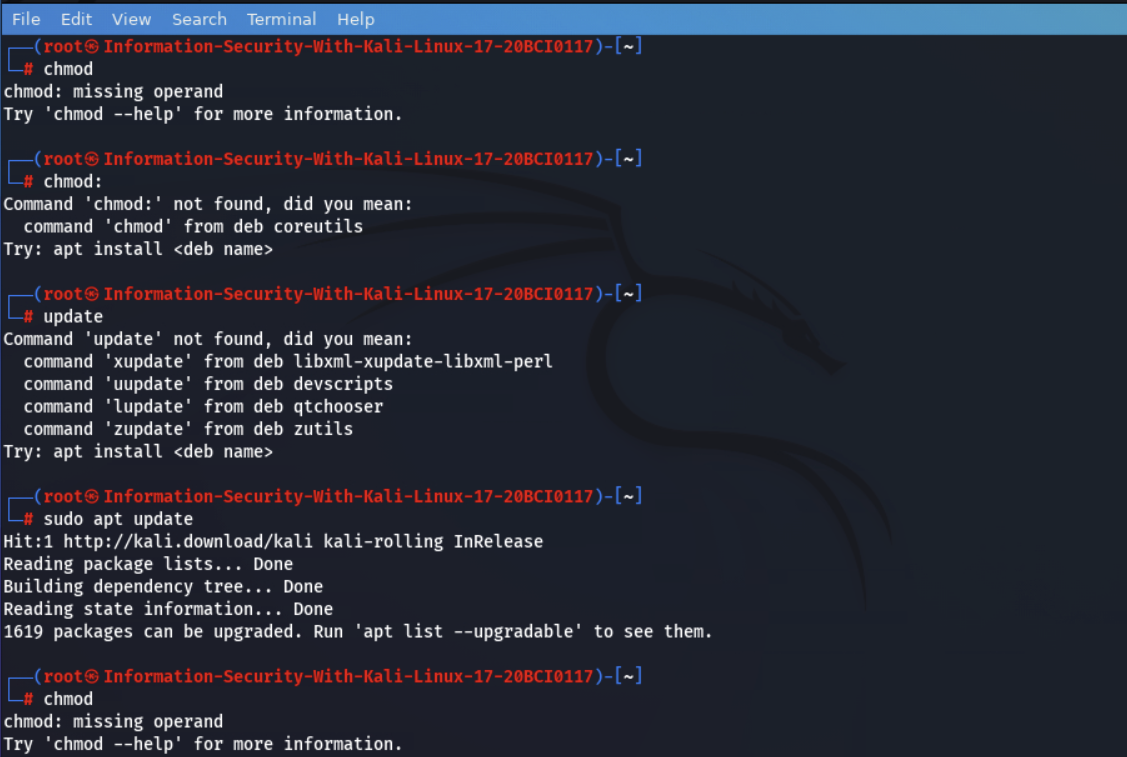 File Edit View Search Terminal Help
┌──(root㉿Information-Security-With-Kali-Linux-17-20BCI0117)-[~]
└─# chmod
chmod: missing operand
Try 'chmod --help' for more information.
┌──(root㉿Information-Security-With-Kali-Linux-17-20BCI0117)-[~]
└─# chmod:
Command 'chmod:' not found, did you mean:
  command 'chmod' from deb coreutils
Try: apt install <deb name>
┌──(root㉿Information-Security-With-Kali-Linux-17-20BCI0117)-[~]
└─# update
Command 'update' not found, did you mean:
  command 'xupdate' from deb libxml-xupdate-libxml-perl
  command 'uupdate' from deb devscripts
  command 'lupdate' from deb qtchooser
  command 'zupdate' from deb zutils
Try: apt install <deb name>
┌──(root㉿Information-Security-With-Kali-Linux-17-20BCI0117)-[~]
└─# sudo apt update
Hit:1 http://kali.download/kali kali-rolling InRelease
Reading package lists... Done
Building dependency tree... Done
Reading state information... Done
1619 packages can be upgraded. Run 'apt list --upgradable' to see them.
┌──(root㉿Information-Security-With-Kali-Linux-17-20BCI0117)-[~]
└─# chmod
chmod: missing operand
Try 'chmod --help' for more information.